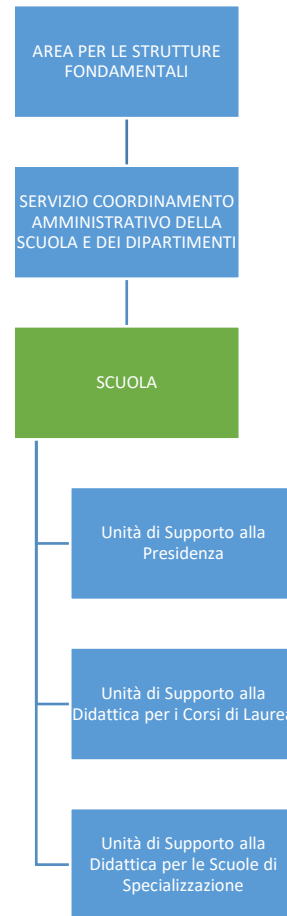 AREA PER LE STRUTTURE
FONDAMENTALI
SERVIZIO COORDINAMENTO
AMMINISTRATIVO DELLA
SCUOLA E DEI DIPARTIMENTI
SCUOLA
Unità di Supporto alla
Presidenza
Unità di Supporto alla
Didattica per i Corsi di Laurea
Unità di Supporto alla
Didattica per le Scuole di
Specializzazione